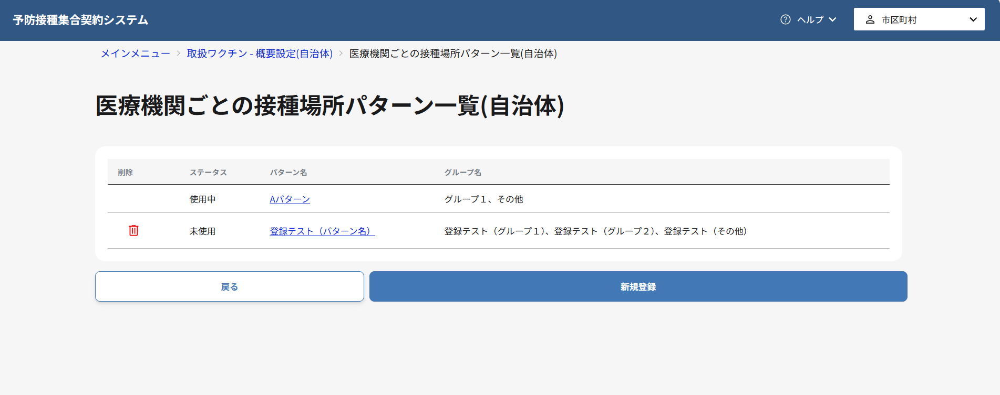 予防接種集合契約システム
ヘルプ
市区町村
メインメニュー > 取扱ワクチン - 概要設定(自治体) > 医療機関ごとの接種場所パターン一覧(自治体)
医療機関ごとの接種場所パターン一覧(自治体)
削除 ステータス パターン名 グループ名
使用中 Aパターン グループ１、その他
未使用 登録テスト（パターン名） 登録テスト（グループ１）、登録テスト（グループ２）、登録テスト（その他）
戻る 新規登録